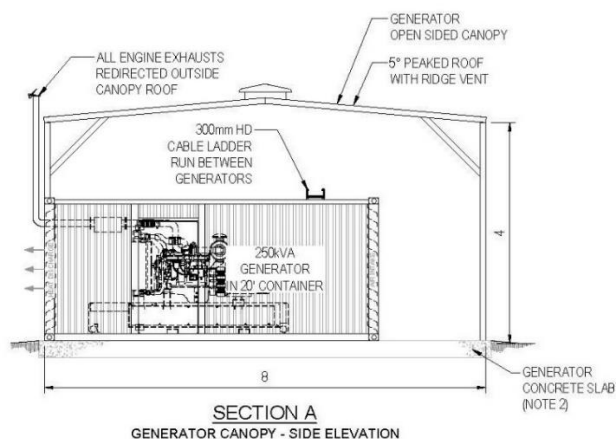 GENERATOR
OPEN SIDED CANOPY
ALL ENGINE EXHAUSTS
REDIRECTED OUTSIDE
CANOPY ROOF
5° PEAKED ROOF
WITH RIDGE VENT
300mm HD
CABLE LADDER
RUN BETWEEN
GENERATORS
4
250kVA
GENERATOR
IN 20' CONTAINER
8
GENERATOR
CONCRETE SLAB
(NOTE 2)
SECTION A
GENERATOR CANOPY - SIDE ELEVATION